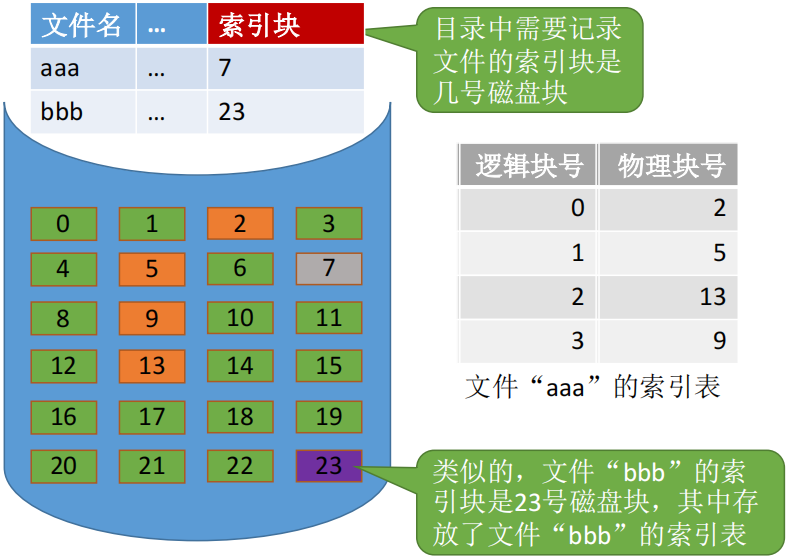 文件名 … 索引块
aaa … 7
bbb … 23
目录中需要记录
文件的索引块是
几号磁盘块
0 1 2 3
4 5 6 7
8 9 10 11
12 13 14 15
16 17 18 19
20 21 22 23
逻辑块号 物理块号
0 2
1 5
2 13
3 9
文件“aaa”的索引表
类似的，文件“bbb”的索
引块是23号磁盘块，其中存
放了文件“bbb”的索引表